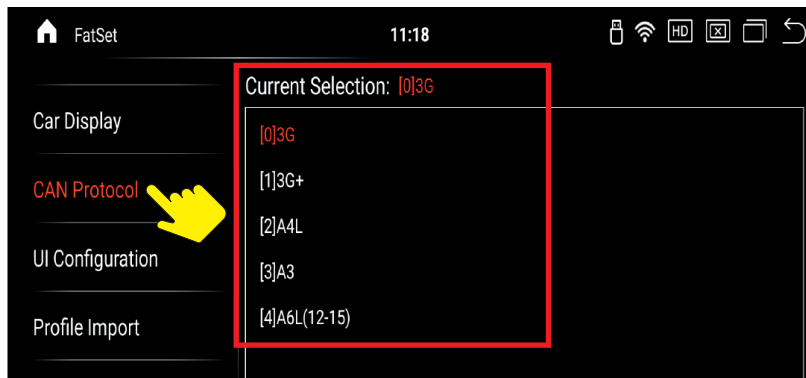 FatSet
11:18
HD
Current Selection: [0]3G
Car Display
CAN Protocol
UI Configuration
Profile Import
[0]3G
[1]3G+
[2]A4L
[3]A3
[4]A6L(12-15)